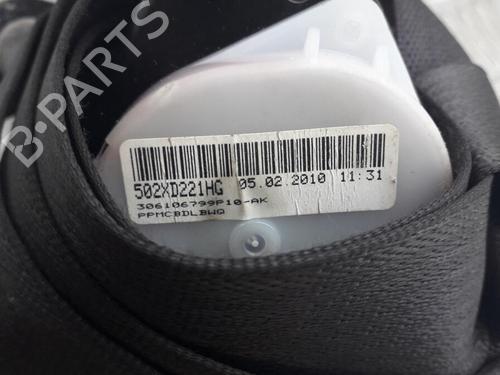 B-PARTS
502XD221HG 05.02.2010 11:31
306106799P10-AK
PPMCBDLBWQ